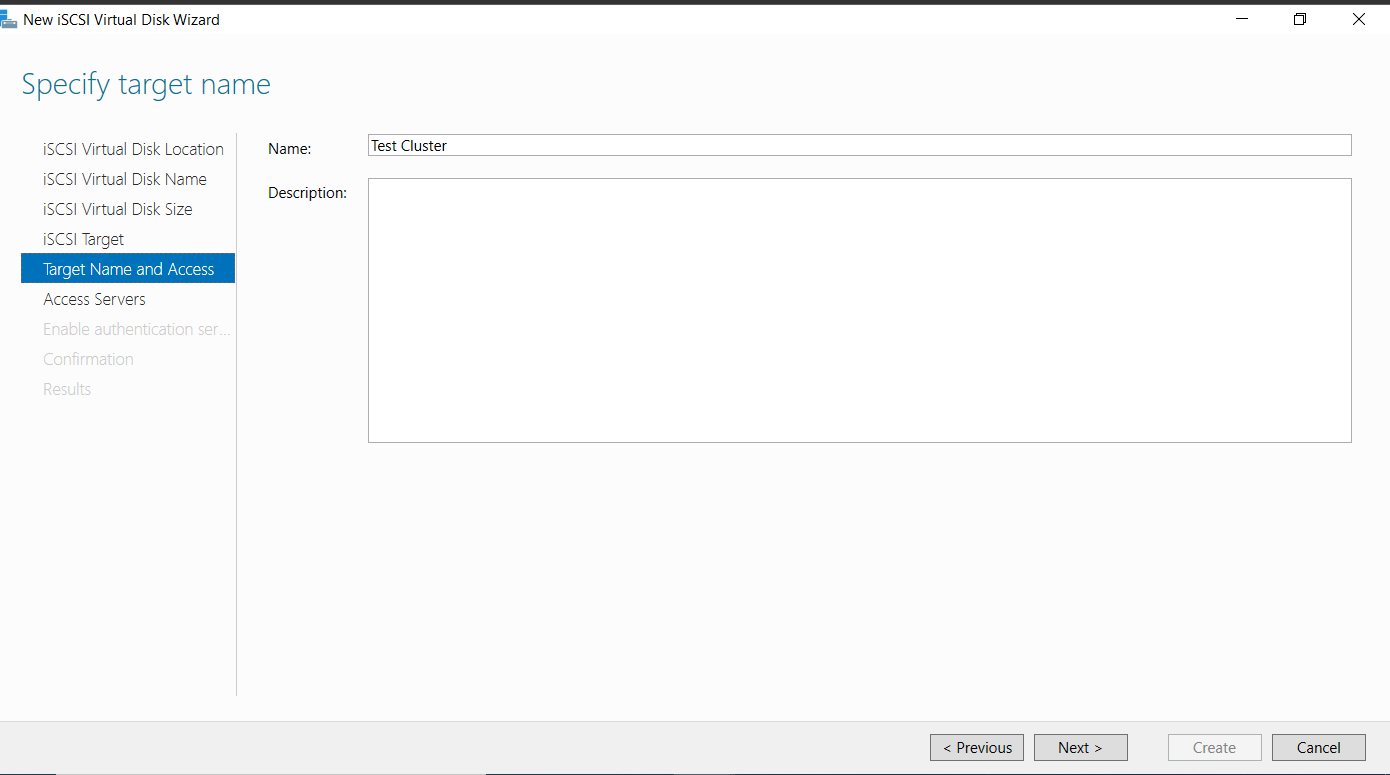 New iSCSI Virtual Disk Wizard
Specify target name
iSCSI Virtual Disk Location
iSCSI Virtual Disk Name
iSCSI Virtual Disk Size
iSCSI Target
Target Name and Access
Access Servers
Enable authentication ser...
Confirmation
Results
Name:
Test Cluster
Description:
< Previous
Next >
Create
Cancel